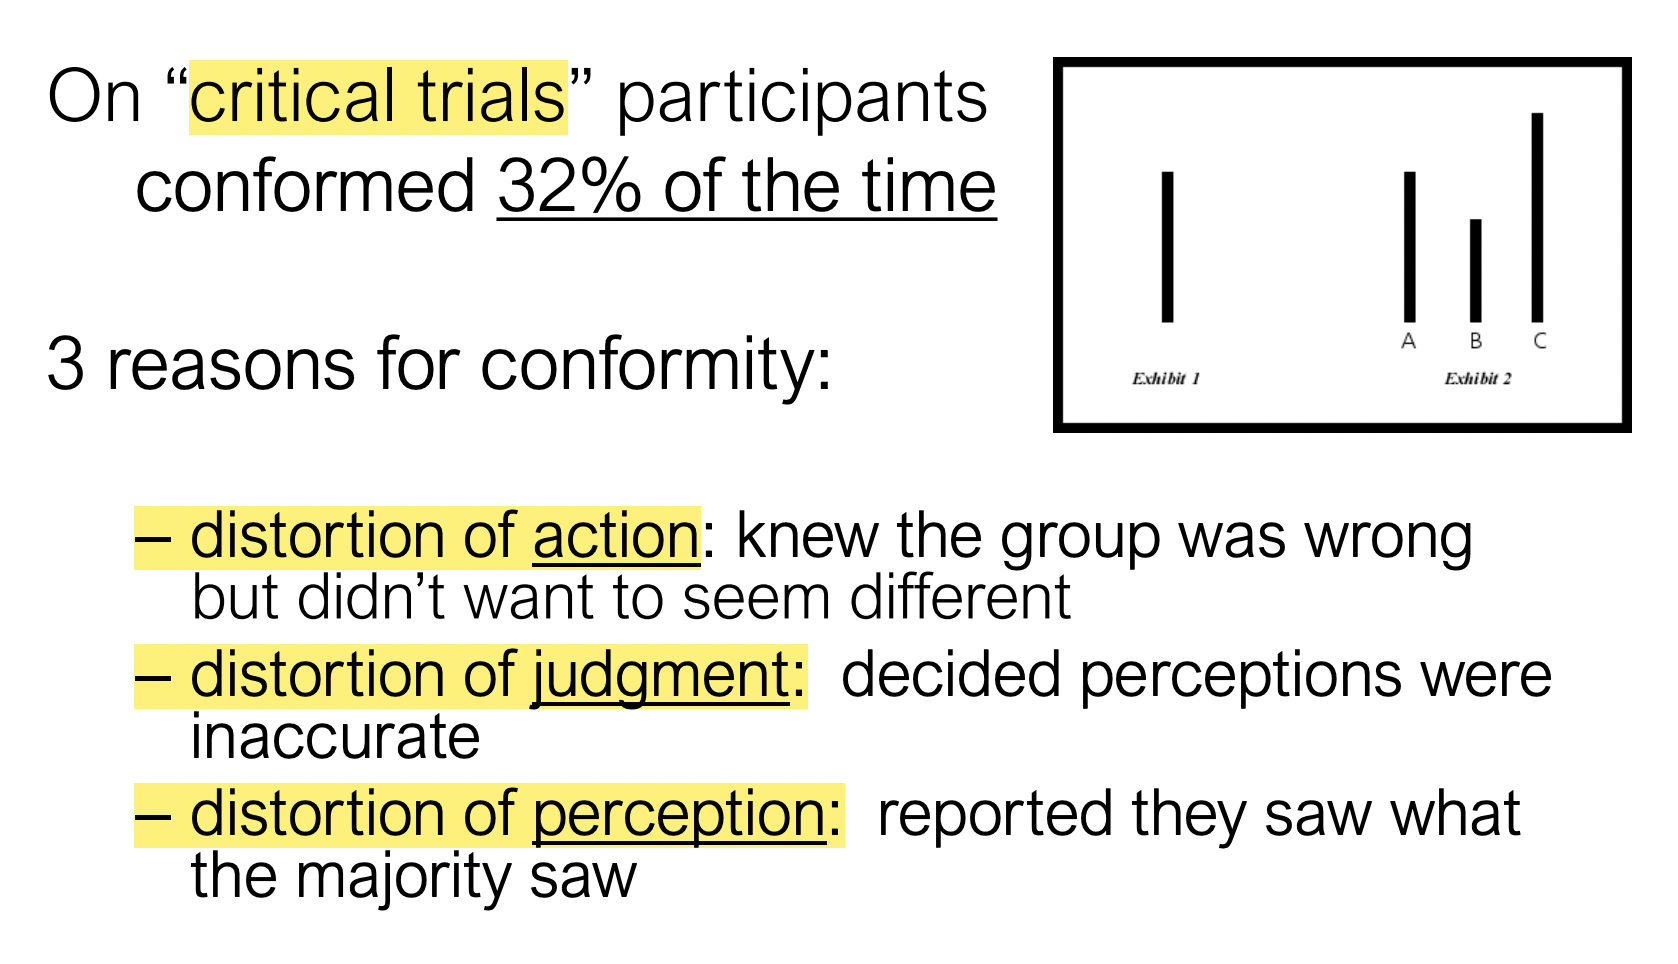 On “critical trials” participants
conformed 32% of the time
3 reasons for conformity:
– distortion of action: knew the group was wrong
but didn’t want to seem different
– distortion of judgment:  decided perceptions were
inaccurate
– distortion of perception:  reported they saw what
the majority saw
A B C
Exhibit 1 Exhibit 2